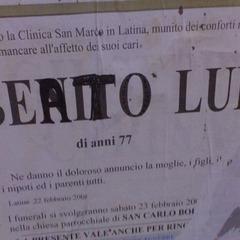 o la Clinica San Marco in Latina, munito dei conforti r
mancare all'affetto dei suoi cari.
BENITO LU
di anni 77
Ne danno il doloroso annuncio la moglie, i figli, i
i nipoti ed i parenti tutti.
Latina 22 febbraio 200
I funerali si svolgeranno sabato 23 febbraio 200
nella chiesa parrocchiale di SAN CARLO BO
PRESENTE VALE ANCHE PER RING